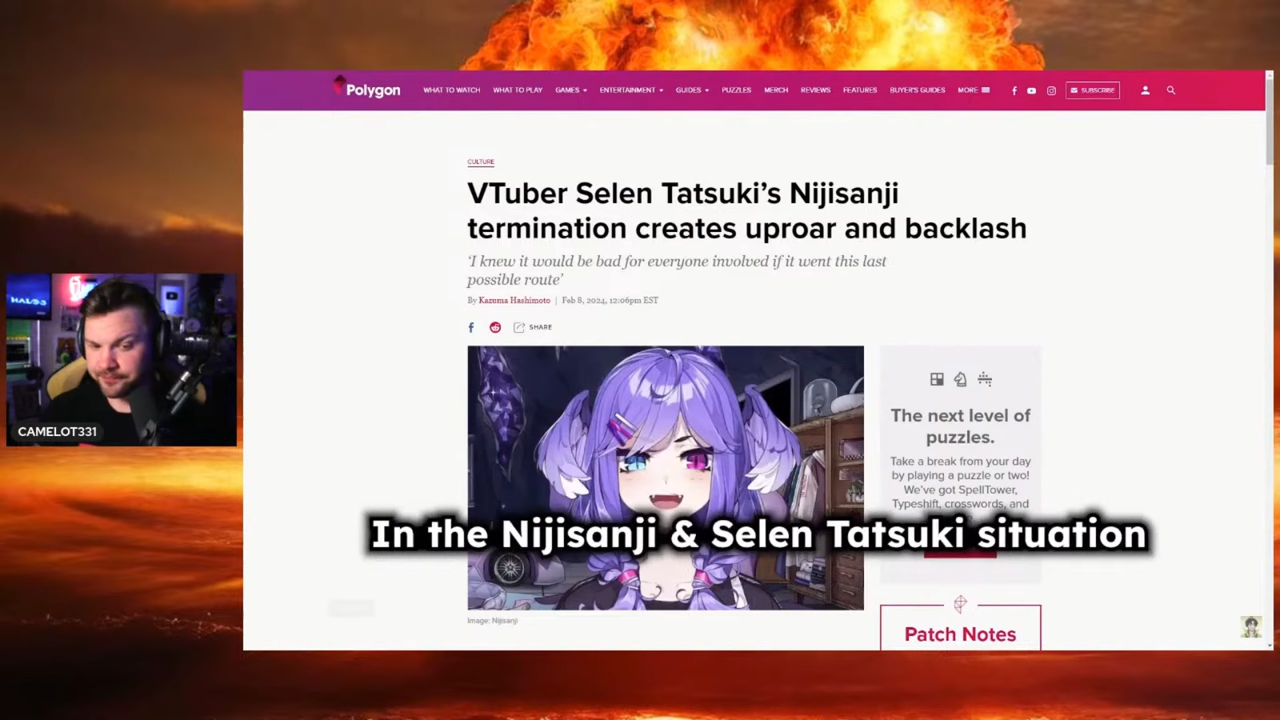 Polygon
WHAT TO WATCH WHAT TO PLAY GAMES ENTERTAINMENT GUIDES PUZZLES MERCH REVIEWS FEATURES BUYER'S GUIDES MORE SUBSCRIBE
CULTURE
VTuber Selen Tatsuki's Nijisanji
termination creates uproar and backlash
'I knew it would be bad for everyone involved if it went this last
possible route'
By Kazuma Hashimoto | Feb 8, 2024, 12:06pm EST
SHARE
The next level of
puzzles.
Take a break from your day
by playing a puzzle or two!
We've got SpellTower,
Typeshift, crosswords, and
In the Nijisanji & Selen Tatsuki situation
Image: Nijisanji
Patch Notes
CAMELOT331